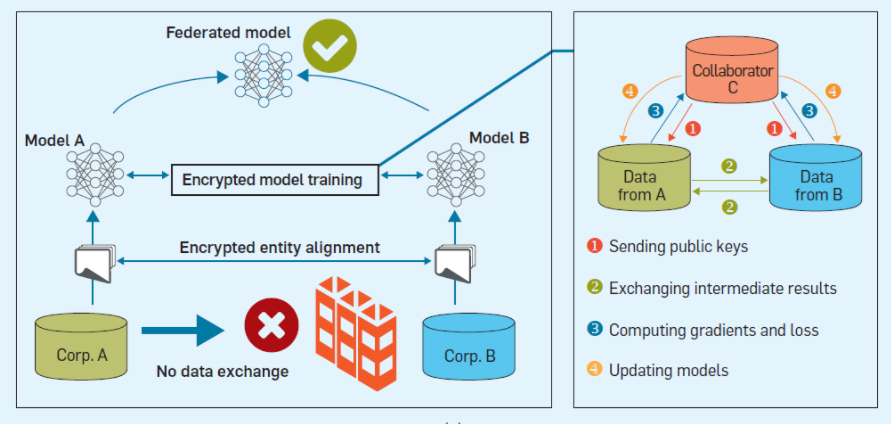 Federated model
Model A
Model B
Encrypted model training
Encrypted entity alignment
Corp. A
No data exchange
Corp. B
Collaborator
C
4
4
3
3
1
1
Data
from A
2
2
Data
from B
1 Sending public keys
2 Exchanging intermediate results
3 Computing gradients and loss
4 Updating models